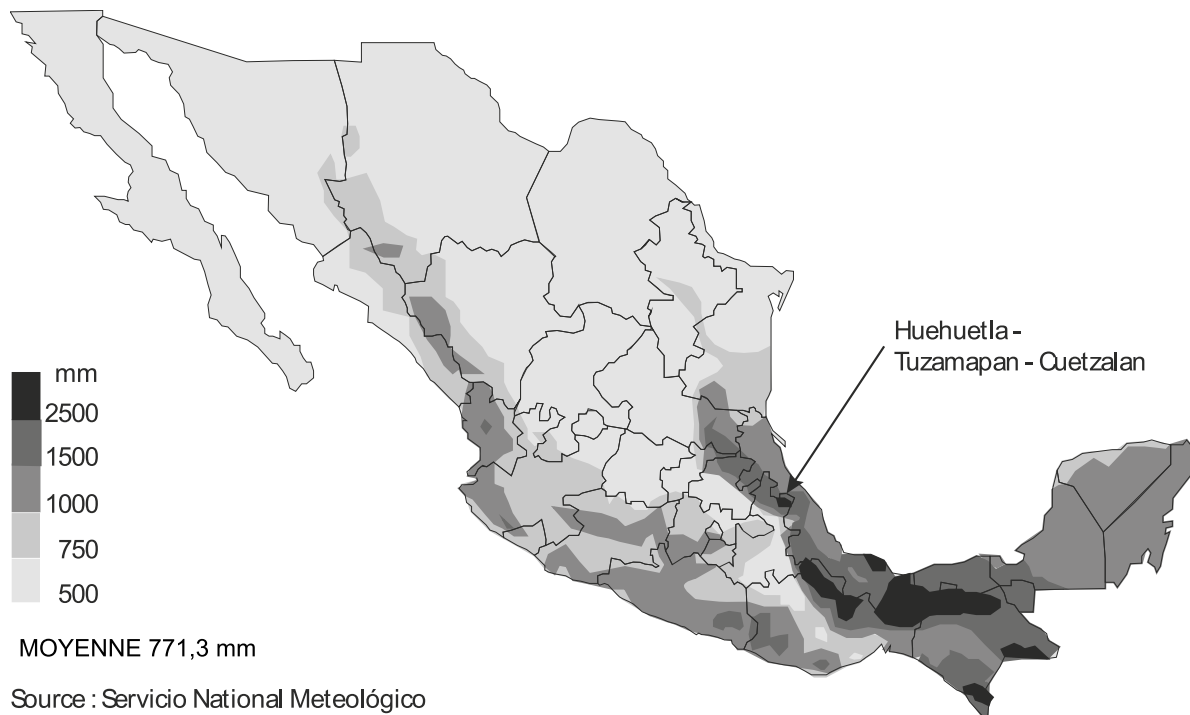 Huehuetla -
Tuzamapan - Cuetzalan
mm
2500
1500
1000
750
500
MOYENNE 771,3 mm
Source : Servicio National Meteológico